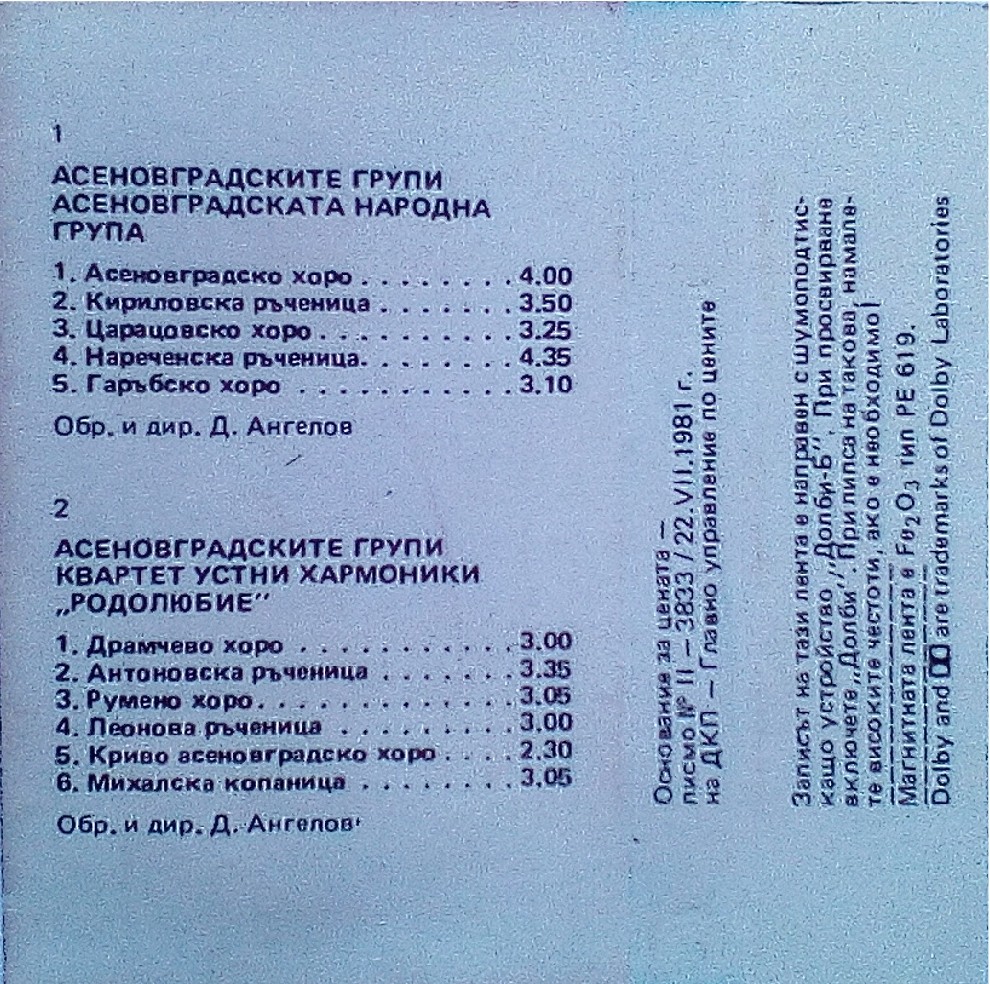 1
АСЕНОВГРАДСКИТЕ ГРУПИ
АСЕНОВГРАДСКАТА НАРОДНА
ГРУПА
1. Асеновградско хоро . . . . . . . . 4.00
2. Кириловска ръченица . . . . . . . 3.50
3. Царацовско хоро . . . . . . . . . . 3.25
4. Нареченска ръченица. . . . . . . . 4.35
5. Гаръбско хоро . . . . . . . . . . . 3.10
Обр. и дир. Д. Ангелов
2
АСЕНОВГРАДСКИТЕ ГРУПИ
КВАРТЕТ УСТНИ ХАРМОНИКИ
„РОДОЛЮБИЕ”
1. Драмчево хоро . . . . . . . . . . . 3.00
2. Антоновска ръченица . . . . . . . 3.35
3. Румено хоро. . . . . . . . . . . . . 3.05
4. Леонова ръченица . . . . . . . . . 3.00
5. Криво асеновградско хоро . . . . 2.30
6. Михалска копаница . . . . . . . . 3.05
Обр. и дир. Д. Ангелов
Основание за цената —
писмо № II — 3833 / 22.VII.1981 г.,
на ДКП — Главно управление по цените
Записът на тази лента е направен с шумоподтис-
кащо устройство „Долби-Б”. При просвирване
включете „Долби”. При липса на такова, намале-
те високите честоти, ако е необходимо!
Магнитната лента е Fe₂O₃ тип PE 619.
Dolby and are trademarks of Dolby Laboratories